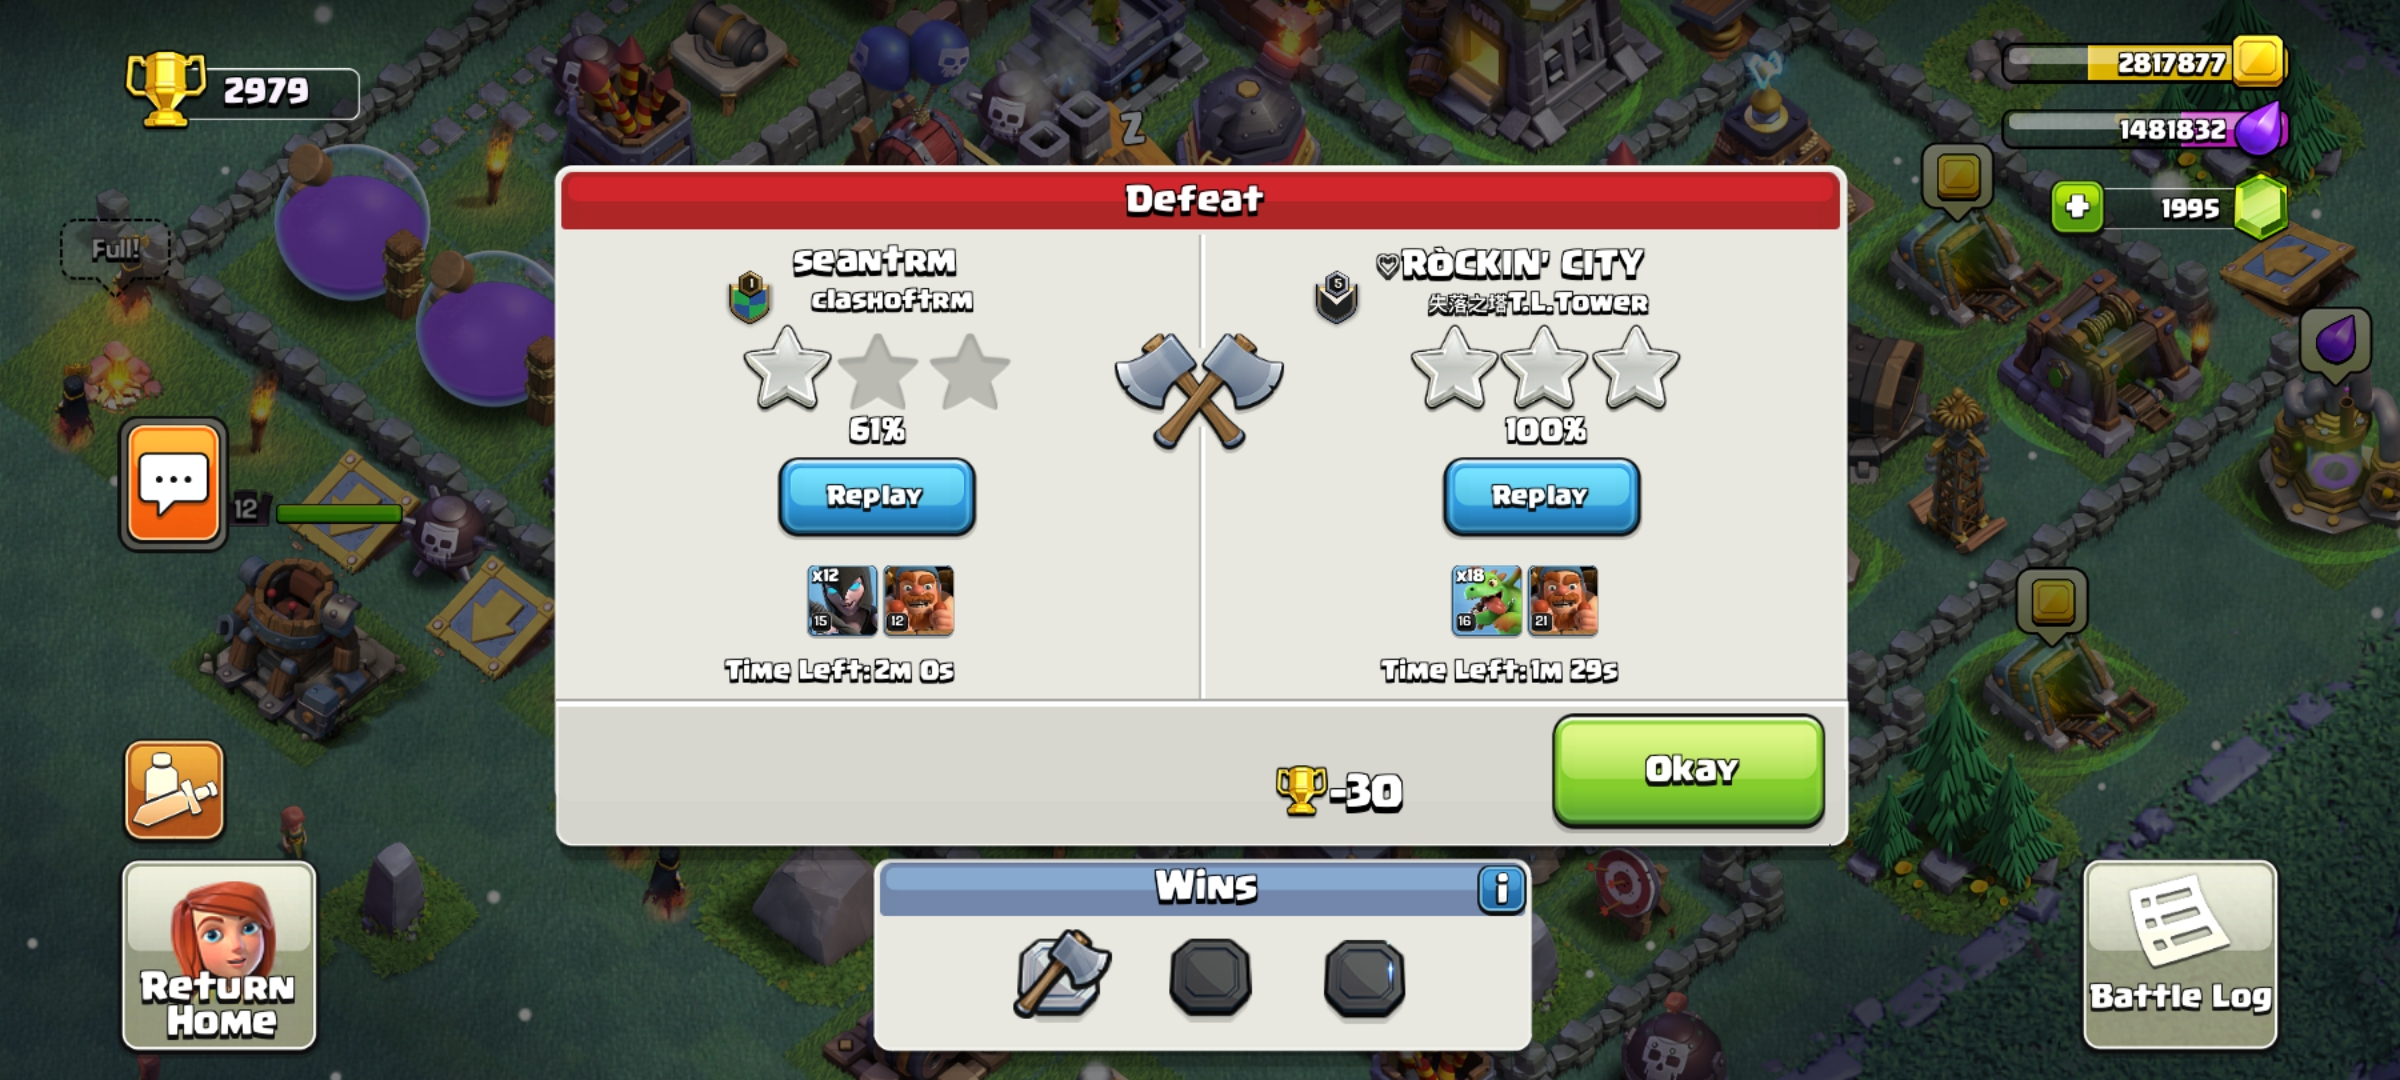 2979
2817877
1481832
1995
Full!
Z
VIII
12
Defeat
seantRM
1
clashoftRM
61%
Replay
x12
15
12
Time Left: 2m 0s
RÒCKIN' CITY
5
失落之塔T.L.Tower
100%
Replay
x18
16
21
Time Left: 1m 29s
-30
Okay
Wins
i
Return
Home
Battle Log